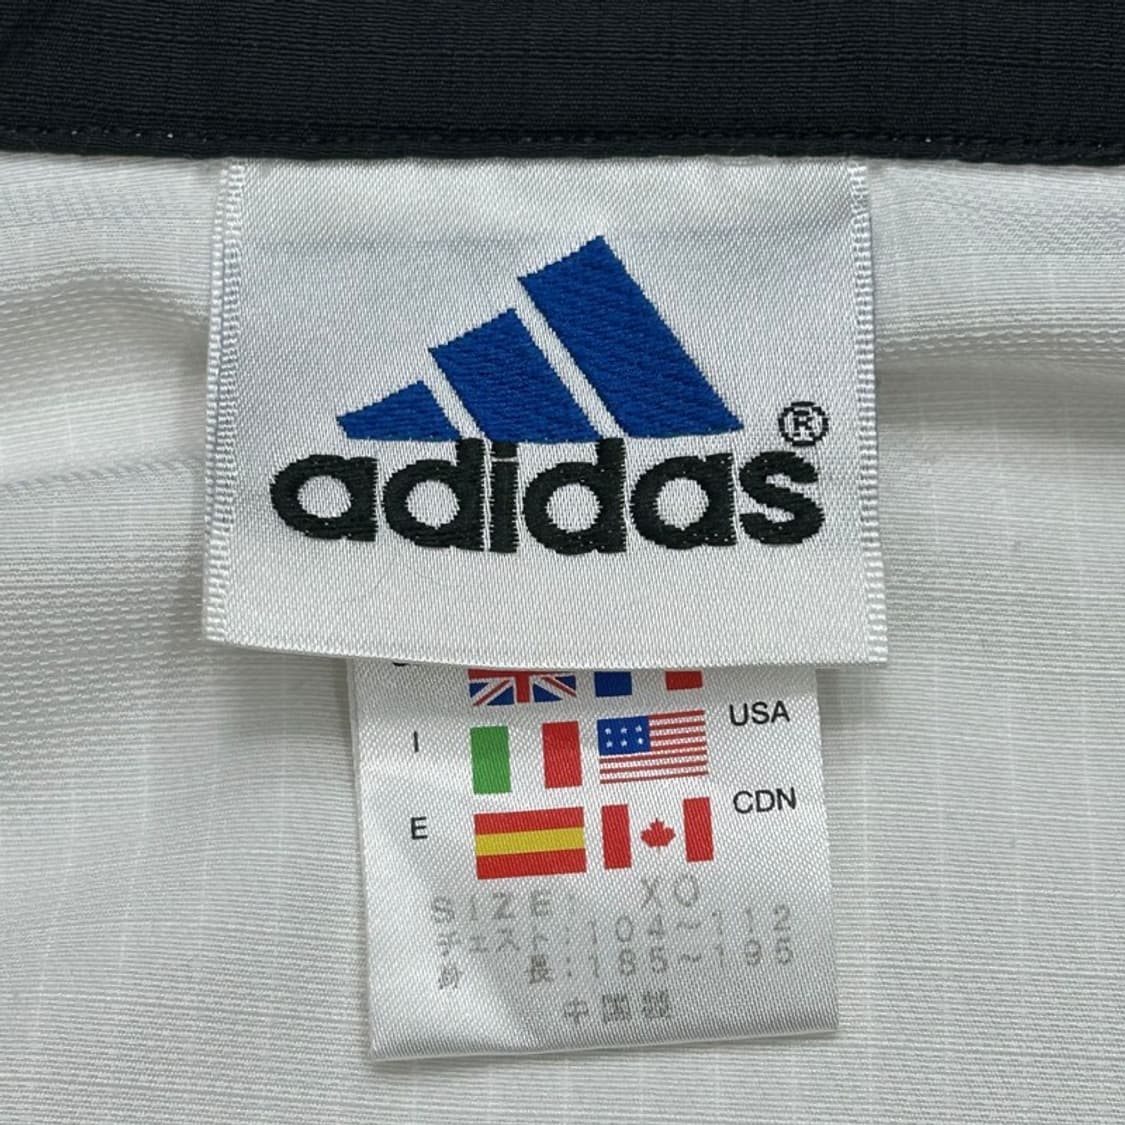 adidas®
USA
I
CDN
E
SIZE: XO
チェスト:104~112
身 長:185~195
中国製